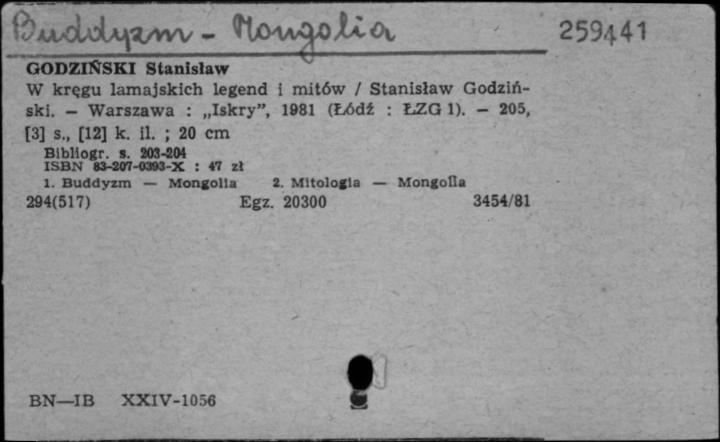 Buddyzm - Mongolia 259441
GODZIŃSKI Stanisław
W kręgu lamajskich legend i mitów / Stanisław Godziń-
ski. — Warszawa : „Iskry”, 1981 (Łódź : ŁZG 1). — 205,
[3] s., [12] k. il. ; 20 cm
Bibliogr. s. 203-204
ISBN 83-207-0393-X : 47 zł
1. Buddyzm — Mongolia 2. Mitologia — Mongolia
294(517) Egz. 20300 3454/81
BN—IB XXIV-1056